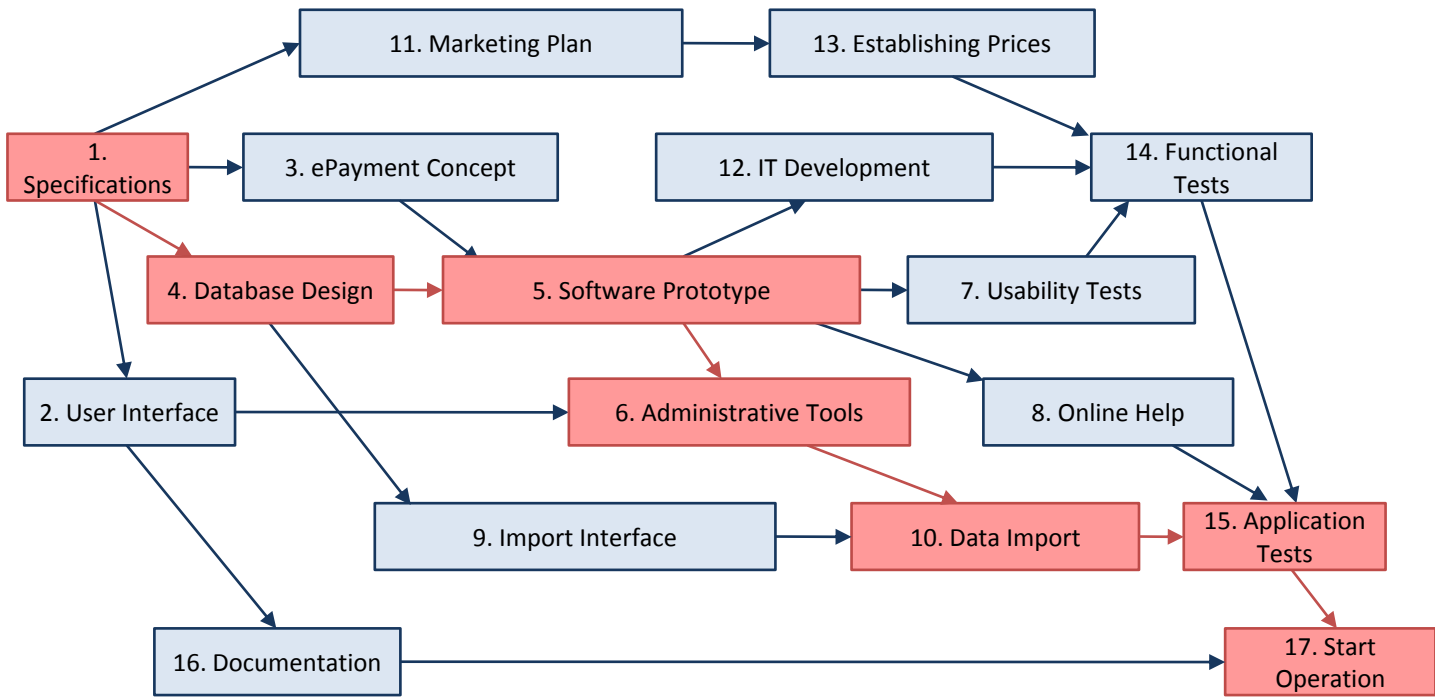 11. Marketing Plan
13. Establishing Prices
1.
Specifications
3. ePayment Concept
12. IT Development
14. Functional
Tests
4. Database Design
5. Software Prototype
7. Usability Tests
2. User Interface
6. Administrative Tools
8. Online Help
9. Import Interface
10. Data Import
15. Application
Tests
16. Documentation
17. Start
Operation